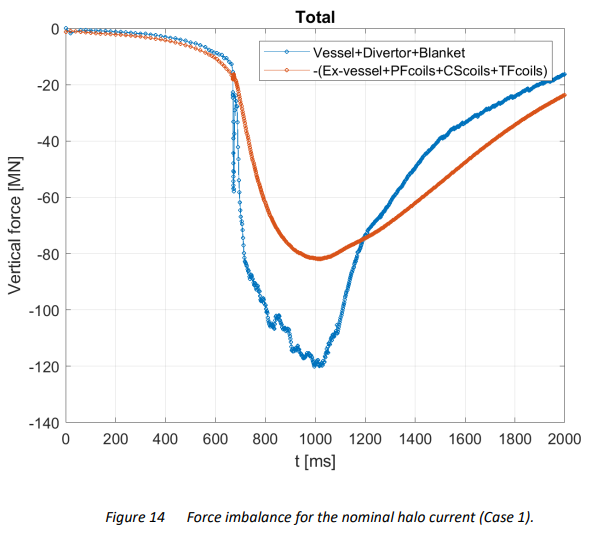 Total
Vessel+Divertor+Blanket
-(Ex-vessel+PFcoils+CScoils+TFcoils)
Vertical force [MN]
0
-20
-40
-60
-80
-100
-120
-140
0 200 400 600 800 1000 1200 1400 1600 1800 2000
t [ms]
Figure 14 Force imbalance for the nominal halo current (Case 1).